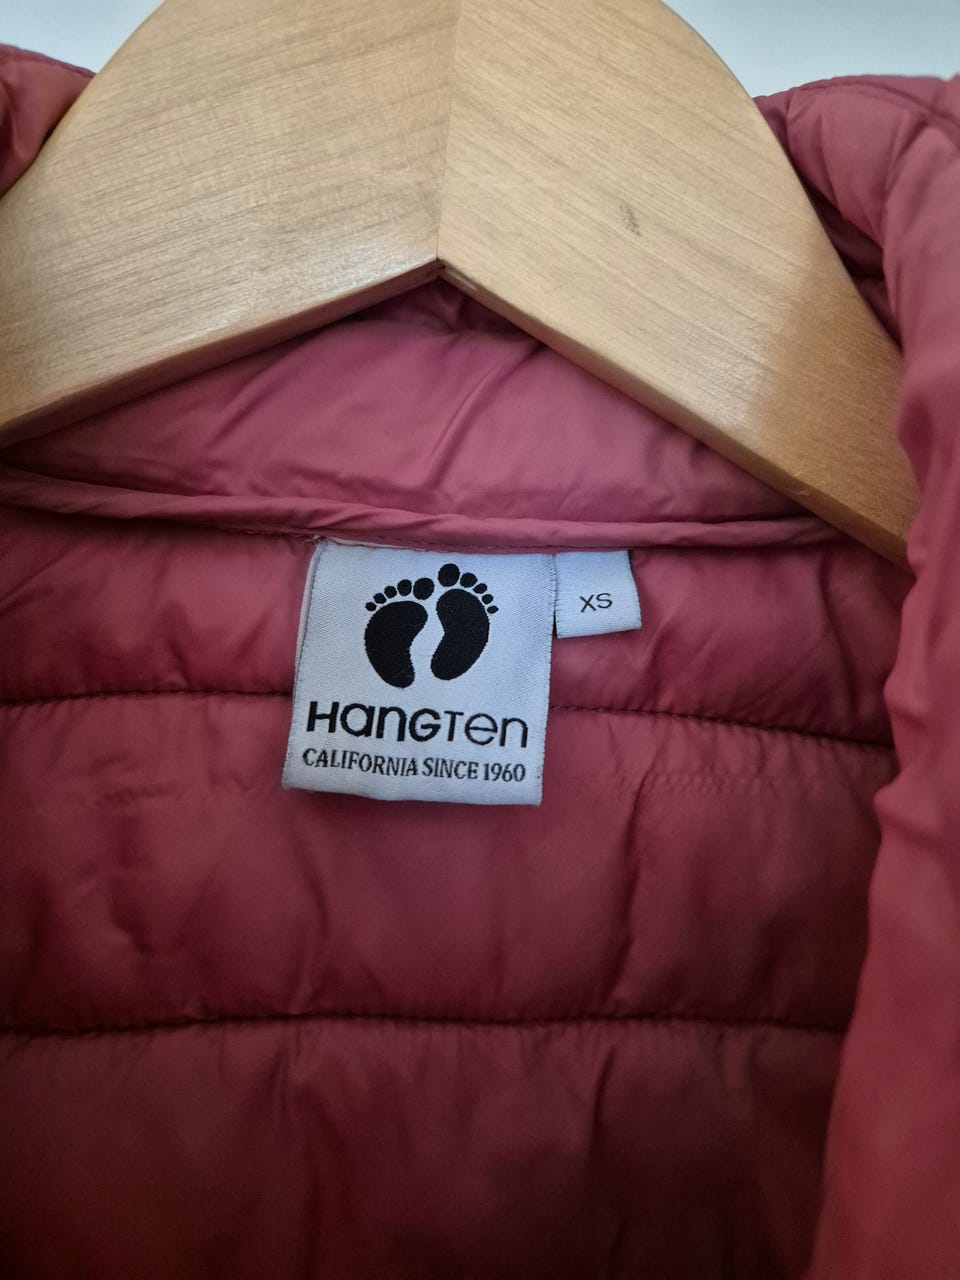 HANGTEN
CALIFORNIA SINCE 1960
XS